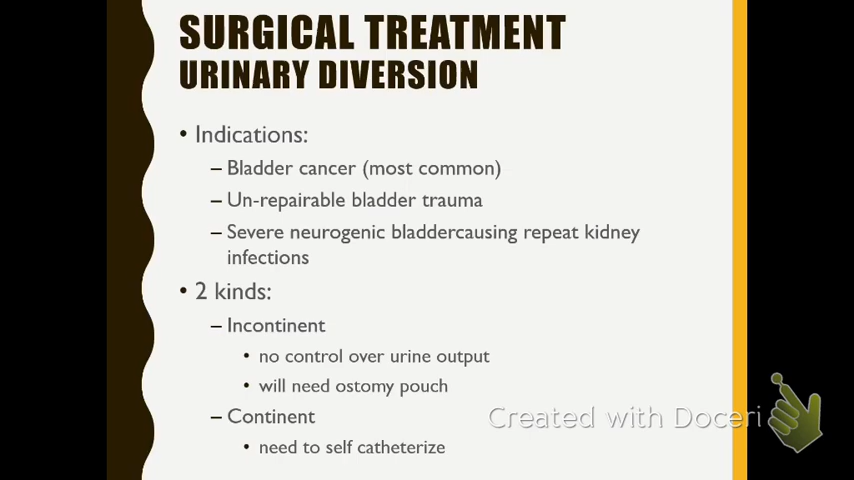 SURGICAL TREATMENT
URINARY DIVERSION
• Indications:
– Bladder cancer (most common)
– Un-repairable bladder trauma
– Severe neurogenic bladdercausing repeat kidney
infections
• 2 kinds:
– Incontinent
• no control over urine output
• will need ostomy pouch
– Continent
• need to self catheterize
Created with Doceri